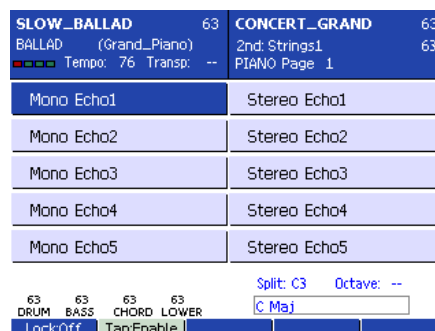 SLOW_BALLAD 63 CONCERT_GRAND 63
BALLAD (Grand_Piano) 2nd: Strings1 63
Tempo: 76 Transp: -- PIANO Page 1
Mono Echo1 Stereo Echo1
Mono Echo2 Stereo Echo2
Mono Echo3 Stereo Echo3
Mono Echo4 Stereo Echo4
Mono Echo5 Stereo Echo5
Split: C3 Octave: --
63 63 63 63
C Maj
DRUM BASS CHORD LOWER
Lock:Off Tap:Enable